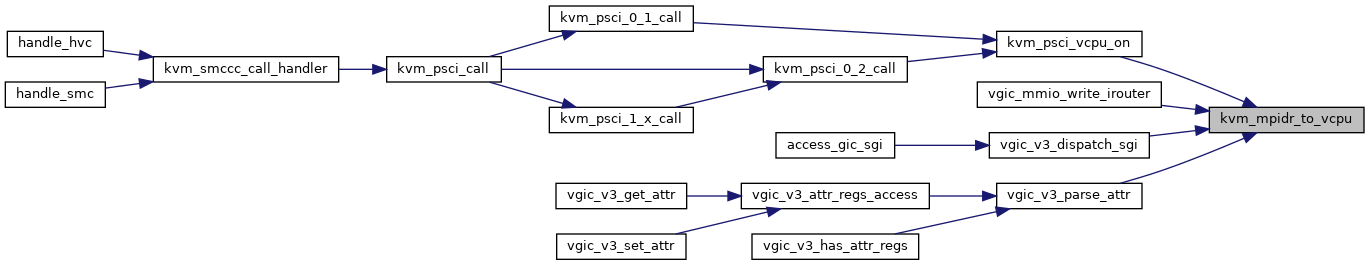 kvm_psci_0_1_call
handle_hvc
kvm_psci_vcpu_on
kvm_smccc_call_handler
kvm_psci_call
kvm_psci_0_2_call
handle_smc
vgic_mmio_write_irouter
kvm_psci_1_x_call
kvm_mpidr_to_vcpu
access_gic_sgi
vgic_v3_dispatch_sgi
vgic_v3_get_attr
vgic_v3_attr_regs_access
vgic_v3_parse_attr
vgic_v3_set_attr
vgic_v3_has_attr_regs